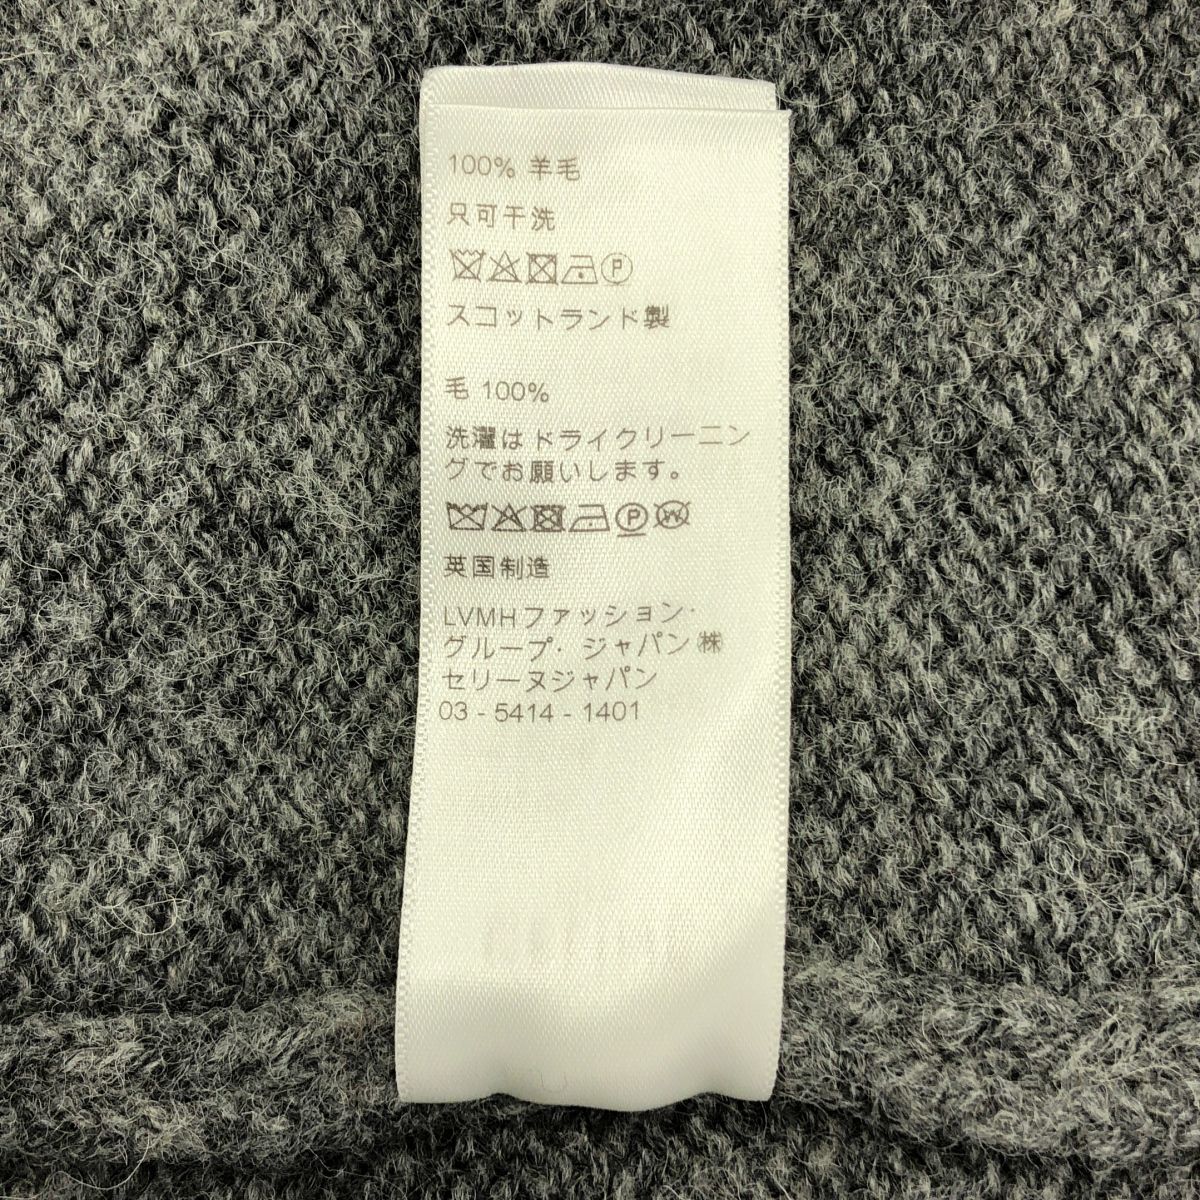 100% 羊毛
只可干洗
P
スコットランド製
毛 100%
洗濯はドライクリーニン
グでお願いします。
P W
英国制造
LVMHファッション·
グループ· ジャパン㈱
セリーヌジャパン
03 - 5414 - 1401